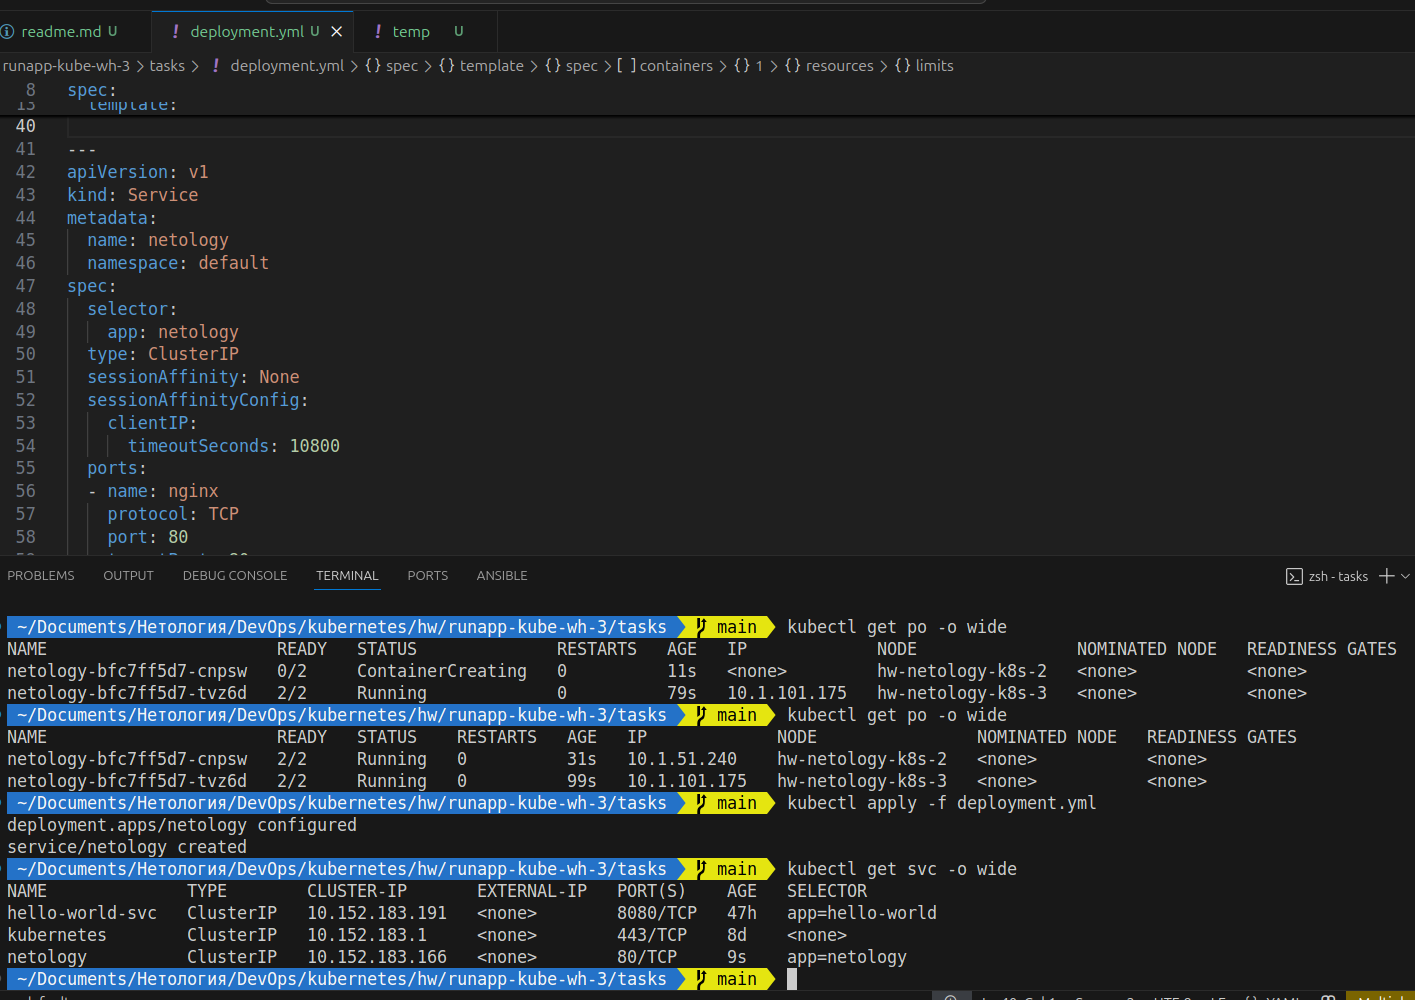 readme.md U
deployment.yml U
temp U
runapp-kube-wh-3 > tasks > ! deployment.yml > {} spec > {} template > {} spec > [ ] containers > {} 1 > {} resources > {} limits
8 spec:
13 template:
40
41 ---
42 apiVersion: v1
43 kind: Service
44 metadata:
45 name: netology
46 namespace: default
47 spec:
48 selector:
49 app: netology
50 type: ClusterIP
51 sessionAffinity: None
52 sessionAffinityConfig:
53 clientIP:
54 timeoutSeconds: 10800
55 ports:
56 - name: nginx
57 protocol: TCP
58 port: 80
PROBLEMS OUTPUT DEBUG CONSOLE TERMINAL PORTS ANSIBLE
zsh - tasks
~/Documents/Нетология/DevOps/kubernetes/hw/runapp-kube-wh-3/tasks main kubectl get po -o wide
NAME READY STATUS RESTARTS AGE IP NODE NOMINATED NODE READINESS GATES
netology-bfc7ff5d7-cnpsw 0/2 ContainerCreating 0 11s <none> hw-netology-k8s-2 <none> <none>
netology-bfc7ff5d7-tvz6d 2/2 Running 0 79s 10.1.101.175 hw-netology-k8s-3 <none> <none>
~/Documents/Нетология/DevOps/kubernetes/hw/runapp-kube-wh-3/tasks main kubectl get po -o wide
NAME READY STATUS RESTARTS AGE IP NODE NOMINATED NODE READINESS GATES
netology-bfc7ff5d7-cnpsw 2/2 Running 0 31s 10.1.51.240 hw-netology-k8s-2 <none> <none>
netology-bfc7ff5d7-tvz6d 2/2 Running 0 99s 10.1.101.175 hw-netology-k8s-3 <none> <none>
~/Documents/Нетология/DevOps/kubernetes/hw/runapp-kube-wh-3/tasks main kubectl apply -f deployment.yml
deployment.apps/netology configured
service/netology created
~/Documents/Нетология/DevOps/kubernetes/hw/runapp-kube-wh-3/tasks main kubectl get svc -o wide
NAME TYPE CLUSTER-IP EXTERNAL-IP PORT(S) AGE SELECTOR
hello-world-svc ClusterIP 10.152.183.191 <none> 8080/TCP 47h app=hello-world
kubernetes ClusterIP 10.152.183.1 <none> 443/TCP 8d <none>
netology ClusterIP 10.152.183.166 <none> 80/TCP 9s app=netology
~/Documents/Нетология/DevOps/kubernetes/hw/runapp-kube-wh-3/tasks main